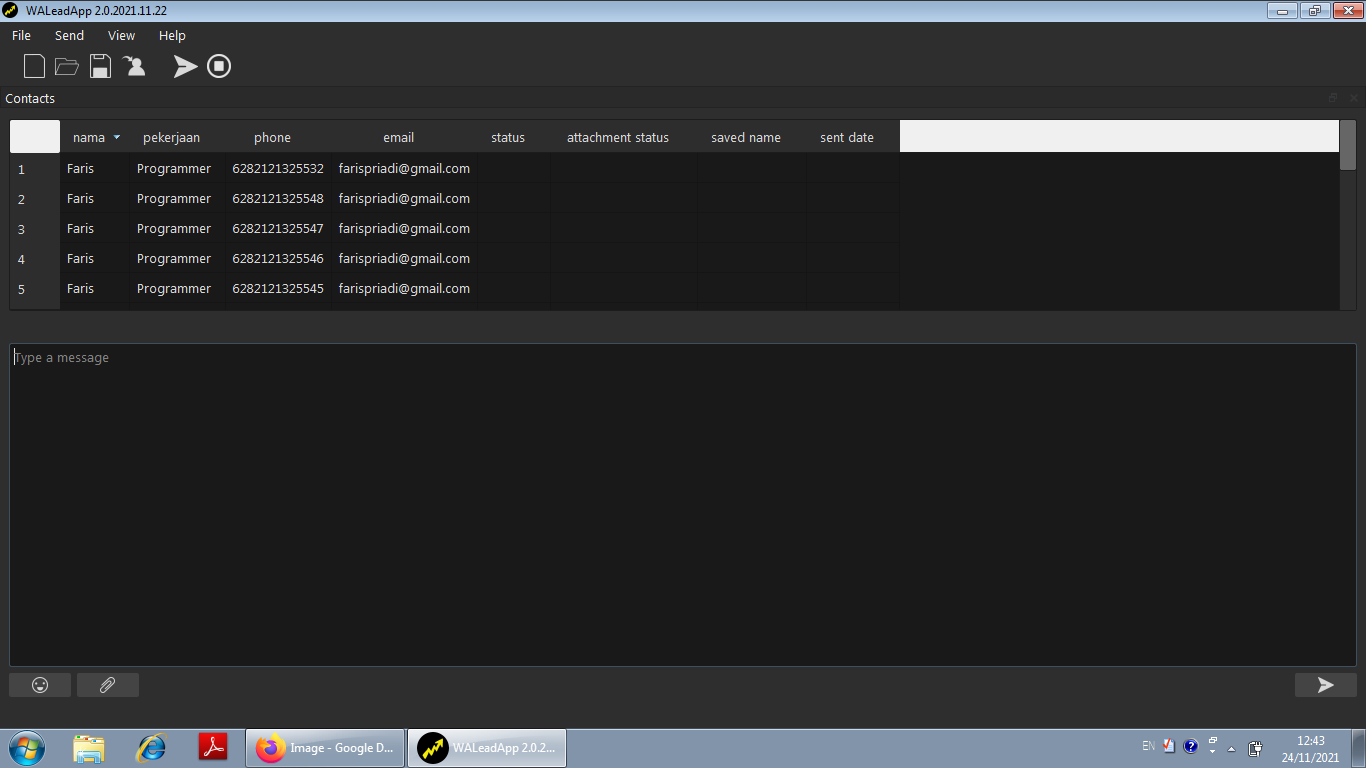 WALeadApp 2.0.2021.11.22
File Send View Help
Contacts
nama pekerjaan phone email status attachment status saved name sent date
1 Faris Programmer 6282121325532 farispriadi@gmail.com
2 Faris Programmer 6282121325548 farispriadi@gmail.com
3 Faris Programmer 6282121325547 farispriadi@gmail.com
4 Faris Programmer 6282121325546 farispriadi@gmail.com
5 Faris Programmer 6282121325545 farispriadi@gmail.com
Type a message
Image - Google D... WALeadApp 2.0.2... EN 12:43
24/11/2021